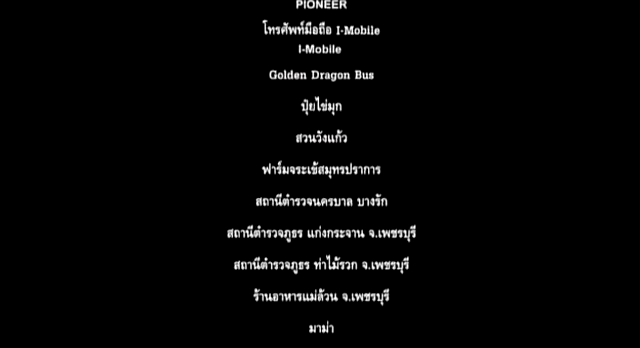 PIONEER
โทรศัพท์มือถือ I-Mobile
I-Mobile
Golden Dragon Bus
ปุ๋ยไข่มุก
สวนวังแก้ว
ฟาร์มจระเข้สมุทรปราการ
สถานีตำรวจนครบาล บางรัก
สถานีตำรวจภูธร แก่งกระจาน จ.เพชรบุรี
สถานีตำรวจภูธร ท่าไม้รวก จ.เพชรบุรี
ร้านอาหารแม่ล้วน จ.เพชรบุรี
มาม่า